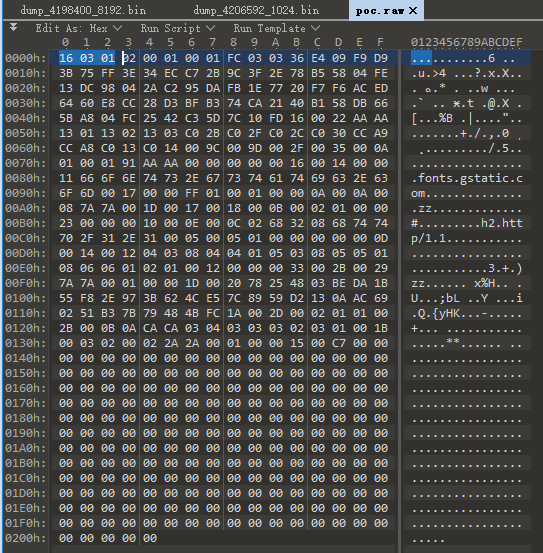 dump_4198400_8192.bin dump_4206592_1024.bin poc.raw ×
Edit As: Hex Run Script Run Template
0 1 2 3 4 5 6 7 8 9 A B C D E F 0123456789ABCDEF
0000h: 16 03 01 02 00 01 00 01 FC 03 03 36 E4 09 F9 D9 ...........6....
0010h: 3B 75 FF 3E 34 EC C7 2B 9C 3F 2E 78 B5 58 04 FE
0020h: 13 DC 98 04 2A C2 95 DA FB 1E 77 20 F7 F6 AC ED
0030h: 64 60 E8 CC 28 D3 BF B3 74 CA 21 40 B1 58 DB 66
0040h: 5B A8 04 FC 25 42 C3 5D 7C 10 FD 16 00 22 AA AA
0050h: 13 01 13 02 13 03 C0 2B C0 2F C0 2C C0 30 CC A9 .......+./.,.0..
0060h: CC A8 C0 13 C0 14 00 9C 00 9D 00 2F 00 35 00 0A .........../.5..
0070h: 01 00 01 91 AA AA 00 00 00 00 00 16 00 14 00 00 ................
0080h: 11 66 6F 6E 74 73 2E 67 73 74 61 74 69 63 2E 63 .fonts.gstatic.c
0090h: 6F 6D 00 17 00 00 FF 01 00 01 00 00 0A 00 0A 00 om..............
00A0h: 08 7A 7A 00 1D 00 17 00 18 00 0B 00 02 01 00 00 .zz.............
00B0h: 23 00 00 00 10 00 0E 00 0C 02 68 32 08 68 74 74 #.........h2.htt
00C0h: 70 2F 31 2E 31 00 05 00 05 01 00 00 00 00 00 0D p/1.1...........
00D0h: 00 14 00 12 04 03 08 04 04 01 05 03 08 05 05 01 ................
00E0h: 08 06 06 01 02 01 00 12 00 00 00 33 00 2B 00 29 ...........3.+.)
00F0h: 7A 7A 00 01 00 00 1D 00 20 78 25 48 03 BE DA 1B
0100h: 55 F8 2E 97 3B 62 4C E5 7C 89 59 D2 13 0A AC 69
0110h: 02 51 B3 7B 79 48 4B FC 1A 00 2D 00 02 01 01 00 .Q.{yHK...-.....
0120h: 2B 00 0B 0A CA CA 03 04 03 03 03 02 03 01 00 1B +...............
0130h: 00 03 02 00 02 2A 2A 00 01 00 00 15 00 C7 00 00 .....**.........
0140h: 00 00 00 00 00 00 00 00 00 00 00 00 00 00 00 00 ................
0150h: 00 00 00 00 00 00 00 00 00 00 00 00 00 00 00 00 ................
0160h: 00 00 00 00 00 00 00 00 00 00 00 00 00 00 00 00 ................
0170h: 00 00 00 00 00 00 00 00 00 00 00 00 00 00 00 00 ................
0180h: 00 00 00 00 00 00 00 00 00 00 00 00 00 00 00 00 ................
0190h: 00 00 00 00 00 00 00 00 00 00 00 00 00 00 00 00 ................
01A0h: 00 00 00 00 00 00 00 00 00 00 00 00 00 00 00 00 ................
01B0h: 00 00 00 00 00 00 00 00 00 00 00 00 00 00 00 00 ................
01C0h: 00 00 00 00 00 00 00 00 00 00 00 00 00 00 00 00 ................
01D0h: 00 00 00 00 00 00 00 00 00 00 00 00 00 00 00 00 ................
01E0h: 00 00 00 00 00 00 00 00 00 00 00 00 00 00 00 00 ................
01F0h: 00 00 00 00 00 00 00 00 00 00 00 00 00 00 00 00 ................
0200h: 00 00 00 00 00 .....